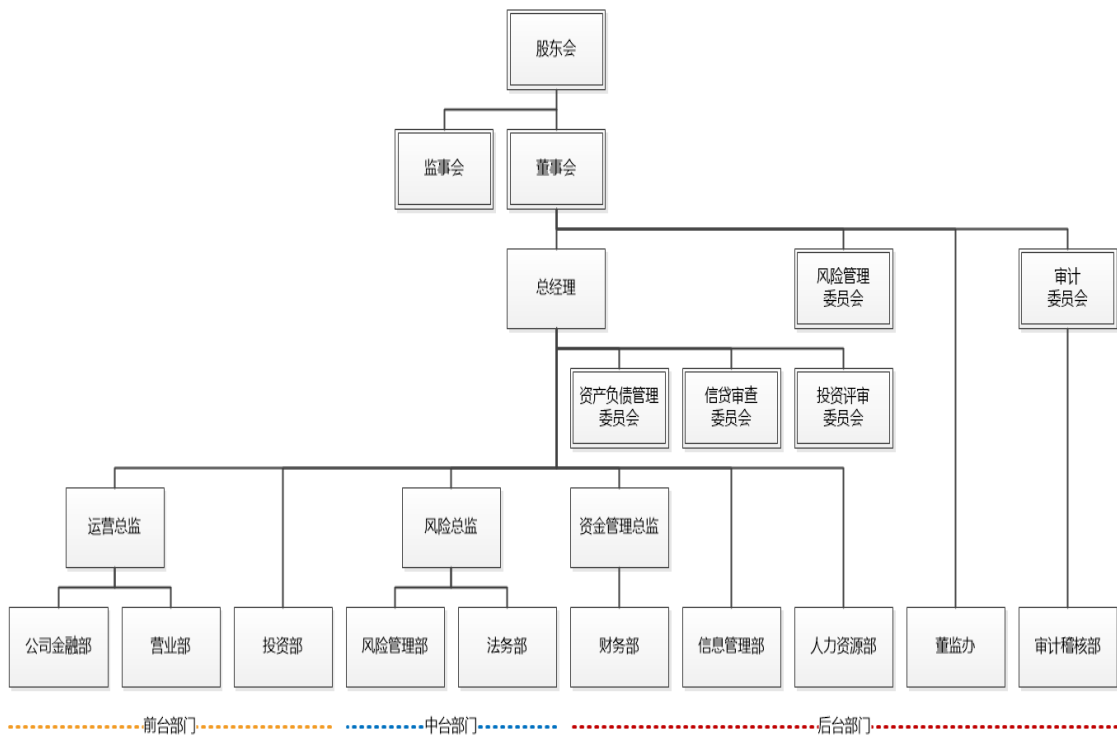 股东会
监事会
董事会
总经理
风险管理
委员会
审计
委员会
资产负债管理
委员会
信贷审查
委员会
投资评审
委员会
运营总监
风险总监
资金管理总监
公司金融部
营业部
投资部
风险管理部
法务部
财务部
信息管理部
人力资源部
董监办
审计稽核部
前台部门
中台部门
后台部门